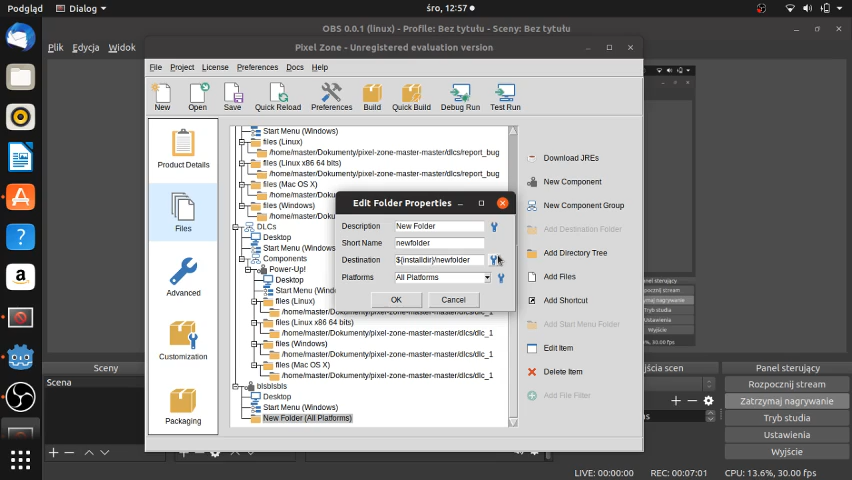 Podgląd
Dialog
śro, 12:57
OBS 0.0.1 (linux) - Profile: Bez tytułu - Sceny: Bez tytułu
Plik Edycja Widok
Pixel Zone - Unregistered evaluation version
File Project License Preferences Docs Help
New Open Save Quick Reload Preferences Build Quick Build Debug Run Test Run
Product Details
Files
Advanced
Customization
Packaging
Start Menu (Windows)
files (Linux)
/home/master/Dokumenty/pixel-zone-master-master/dlcs/report_bug
files (Linux x86 64 bits)
/home/master/Dokumenty/pixel-zone-master-master/dlcs/report_bug
files (Mac OS X)
files (Windows)
DLCs
Desktop
Start Menu (Windows)
Components
Power-Up!
Desktop
files (Linux)
/home/master/Dokumenty/pixel-zone-master-master/dlcs/dlc_1
files (Linux x86 64 bits)
/home/master/Dokumenty/pixel-zone-master-master/dlcs/dlc_1
files (Windows)
/home/master/Dokumenty/pixel-zone-master-master/dlcs/dlc_1
files (Mac OS X)
/home/master/Dokumenty/pixel-zone-master-master/dlcs/dlc_1
blsblsbls
Desktop
Start Menu (Windows)
New Folder (All Platforms)
Edit Folder Properties
Description New Folder
Short Name newfolder
Destination ${installdir}/newfolder
Platforms All Platforms
OK Cancel
Download JREs
New Component
New Component Group
Add Destination Folder
Add Directory Tree
Add Files
Add Shortcut
Add Start Menu Folder
Edit Item
Delete Item
Add File Filter
Sceny
Scena
Panel sterujący
Rozpocznij stream
Zatrzymaj nagrywanie
Tryb studia
Ustawienia
Wyjście
LIVE: 00:00:00 REC: 00:07:01 CPU: 13.6%, 30.00 fps